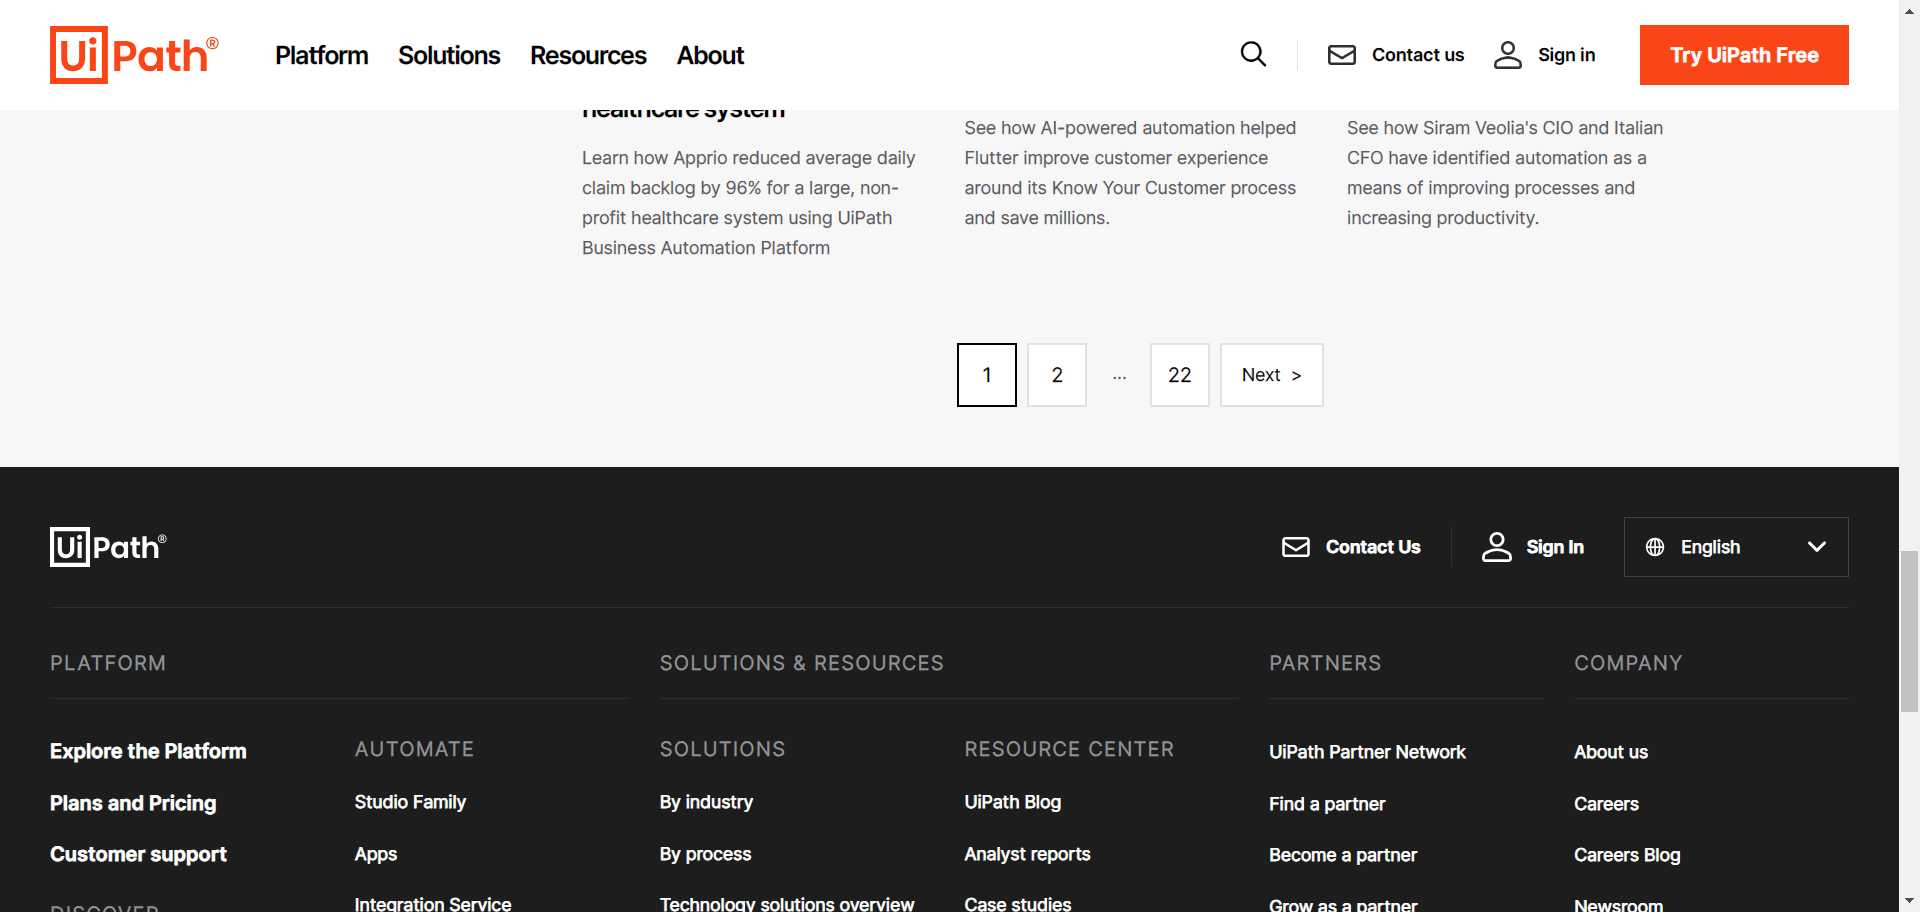 UiPath®
Platform
Solutions
Resources
About
Contact us
Sign in
Try UiPath Free
healthcare system
Learn how Apprio reduced average daily
claim backlog by 96% for a large, non-
profit healthcare system using UiPath
Business Automation Platform
See how AI-powered automation helped
Flutter improve customer experience
around its Know Your Customer process
and save millions.
See how Siram Veolia's CIO and Italian
CFO have identified automation as a
means of improving processes and
increasing productivity.
1
2
...
22
Next >
UiPath®
Contact Us
Sign In
English
PLATFORM
Explore the Platform
Plans and Pricing
Customer support
DISCOVER
AUTOMATE
Studio Family
Apps
Integration Service
SOLUTIONS & RESOURCES
SOLUTIONS
By industry
By process
Technology solutions overview
RESOURCE CENTER
UiPath Blog
Analyst reports
Case studies
PARTNERS
UiPath Partner Network
Find a partner
Become a partner
Grow as a partner
COMPANY
About us
Careers
Careers Blog
Newsroom